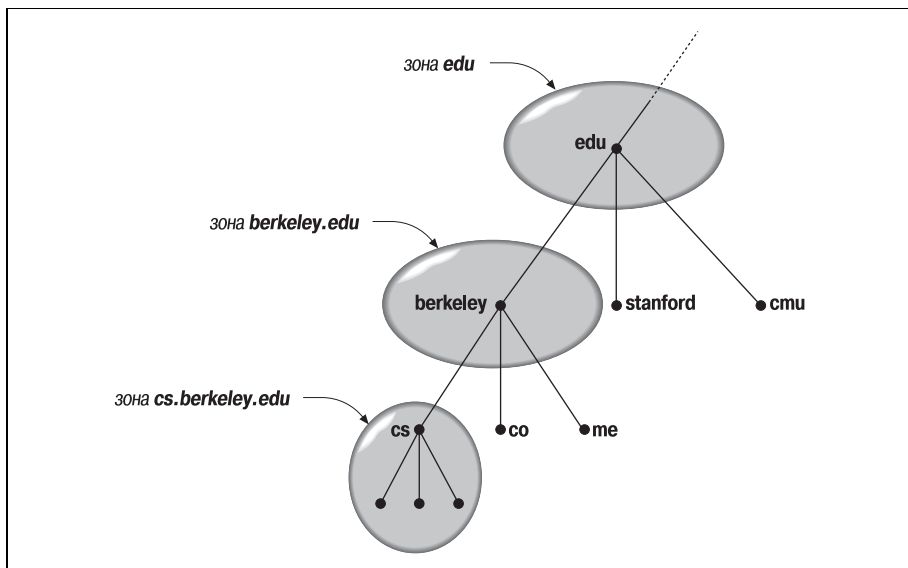 зона edu
edu
зона berkeley.edu
berkeley
stanford
cmu
зона cs.berkeley.edu
cs
co
me